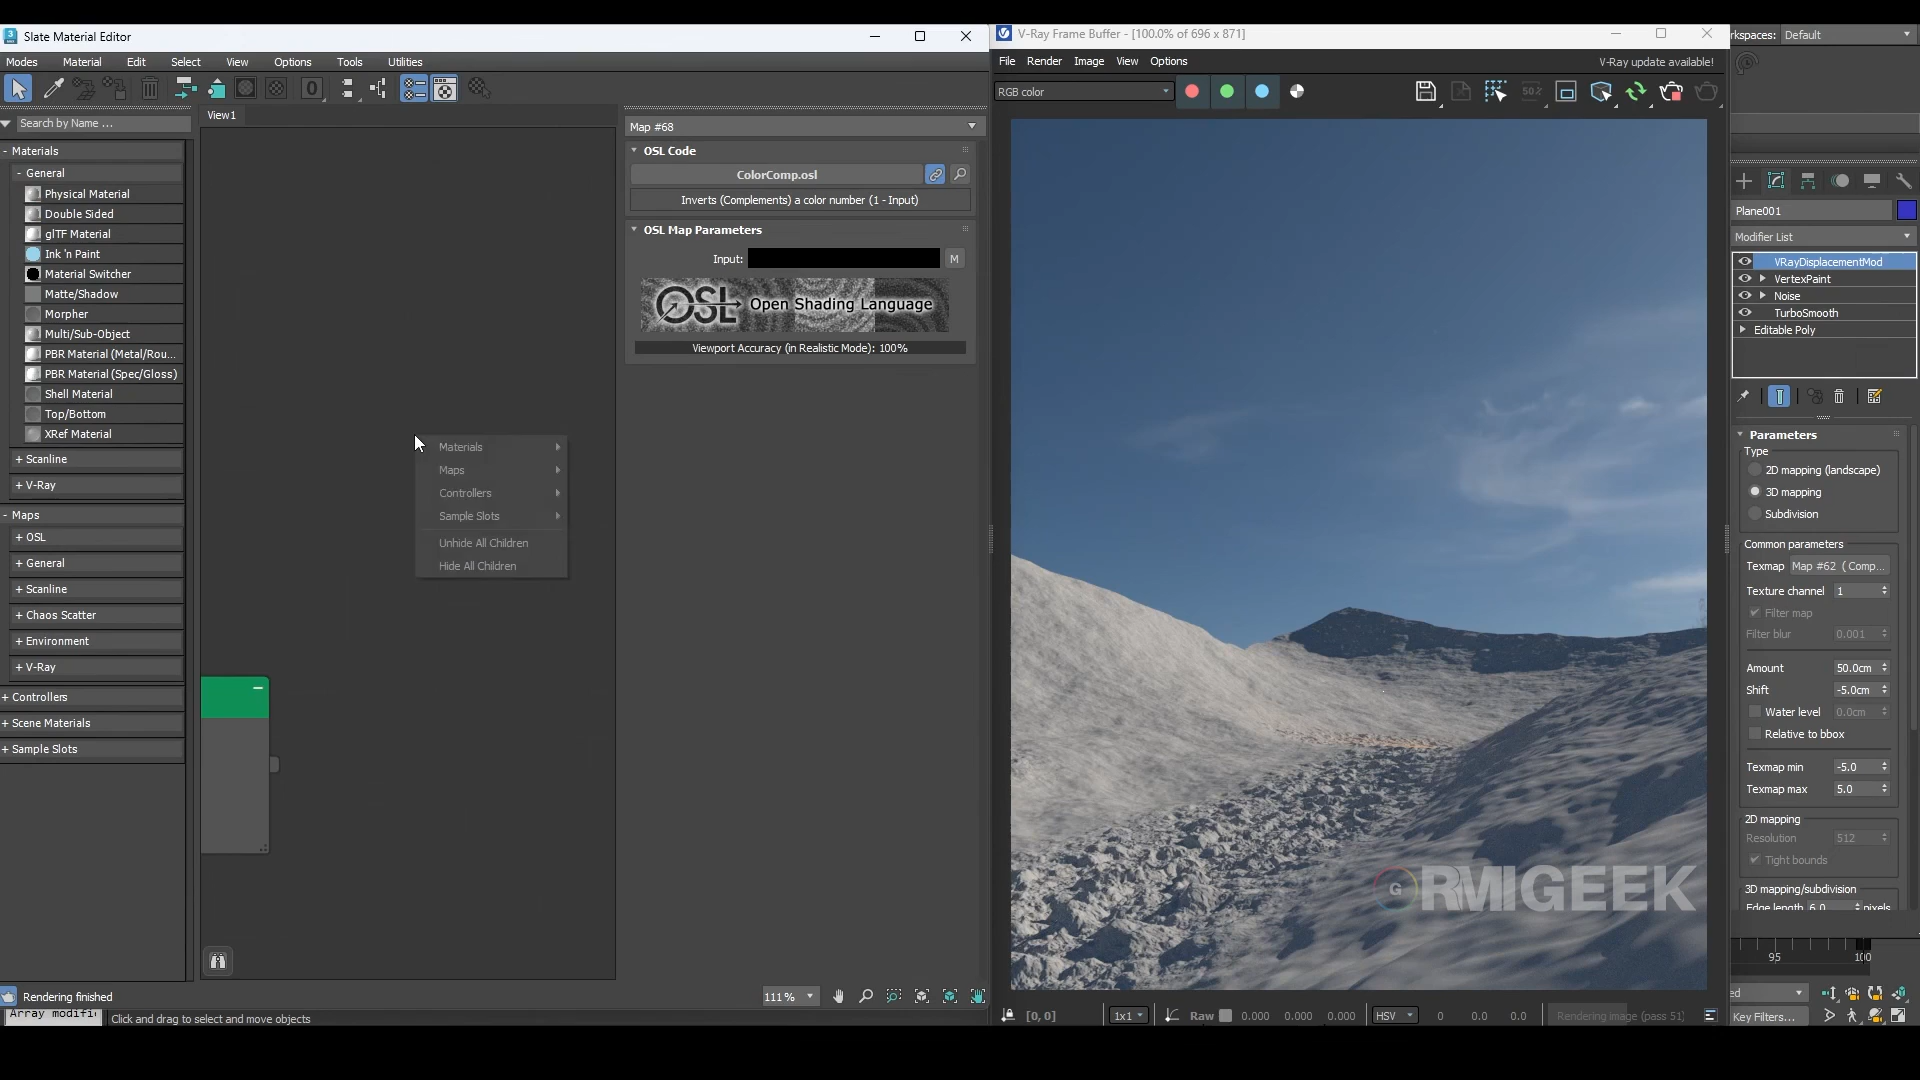 Slate Material Editor
Modes Material Edit Select View Options Tools Utilities
Search by Name ...
View1
- Materials
- General
Physical Material
Double Sided
glTF Material
Ink 'n Paint
Material Switcher
Matte/Shadow
Morpher
Multi/Sub-Object
PBR Material (Metal/Rou...
PBR Material (Spec/Gloss)
Shell Material
Top/Bottom
XRef Material
+ Scanline
+ V-Ray
- Maps
+ OSL
+ General
+ Scanline
+ Chaos Scatter
+ Environment
+ V-Ray
+ Controllers
+ Scene Materials
+ Sample Slots
Materials
Maps
Controllers
Sample Slots
Unhide All Children
Hide All Children
Map #68
OSL Code
ColorComp.osl
Inverts (Complements) a color number (1 - Input)
OSL Map Parameters
Input: M
OSL Open Shading Language
Viewport Accuracy (in Realistic Mode): 100%
Rendering finished
111%
Click and drag to select and move objects
V-Ray Frame Buffer - [100.0% of 696 x 871]
File Render Image View Options
V-Ray update available!
RGB color
50%
RMIGEEK
[0, 0] 1x1 Raw 0.000 0.000 0.000 HSV 0 0.0 0.0 Rendering image (pass 51)
rkspaces: Default
Plane001
Modifier List
VRayDisplacementMod
VertexPaint
Noise
TurboSmooth
Editable Poly
Parameters
Type
2D mapping (landscape)
3D mapping
Subdivision
Common parameters
Texmap Map #62 ( Comp...
Texture channel 1
Filter map
Filter blur 0.001
Amount 50.0cm
Shift -5.0cm
Water level 0.0cm
Relative to bbox
Texmap min -5.0
Texmap max 5.0
2D mapping
Resolution 512
Tight bounds
3D mapping/subdivision
Edge length 6.0 pixels
95 100
ed
Key Filters...